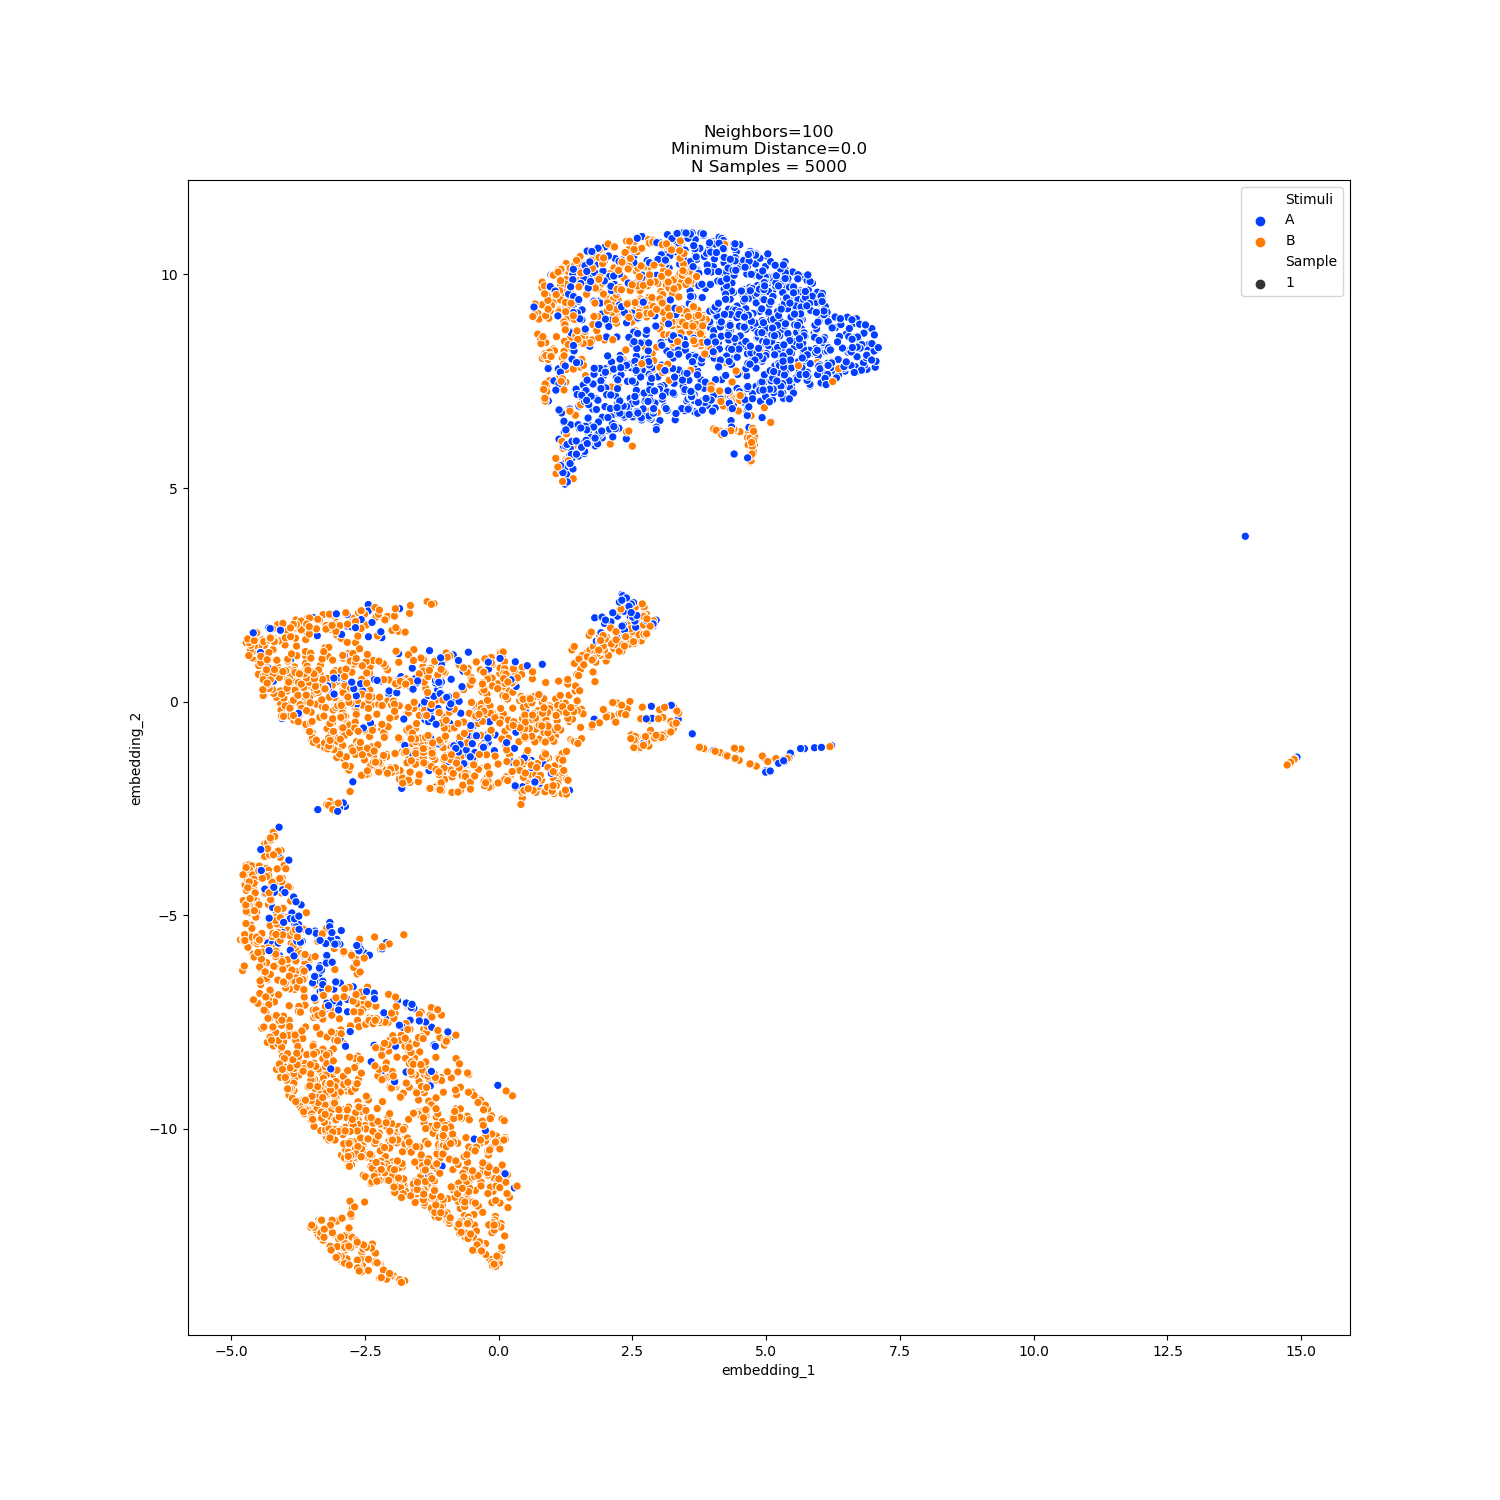 Neighbors=100
Minimum Distance=0.0
N Samples = 5000
Stimuli
A
B
Sample
1
10
5
0
−5
−10
embedding_2
−5.0 −2.5 0.0 2.5 5.0 7.5 10.0 12.5 15.0
embedding_1